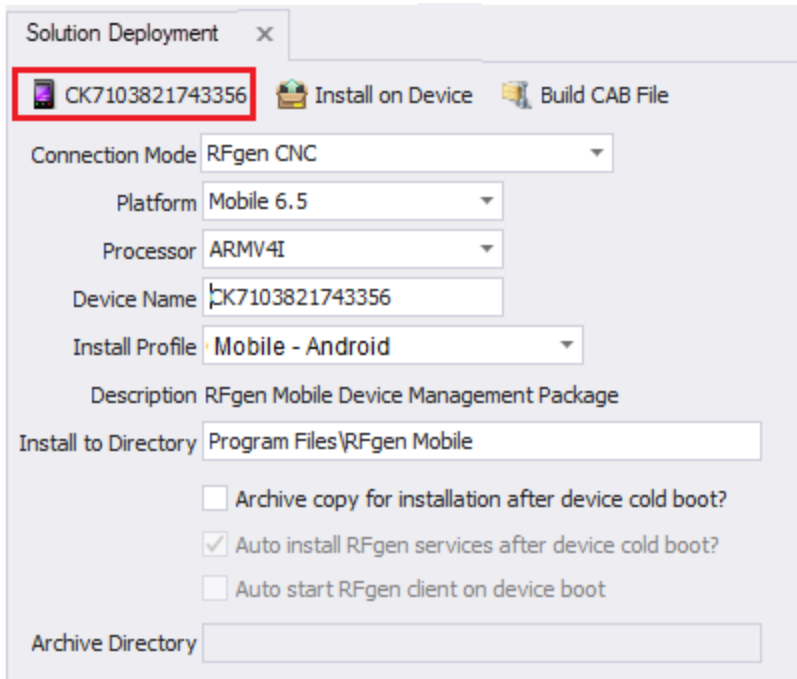 Solution Deployment ×
CK7103821743356 Install on Device Build CAB File
Connection Mode RFgen CNC
Platform Mobile 6.5
Processor ARMV4I
Device Name CK7103821743356
Install Profile Mobile - Android
Description RFgen Mobile Device Management Package
Install to Directory Program Files\RFgen Mobile
Archive copy for installation after device cold boot?
Auto install RFgen services after device cold boot?
Auto start RFgen client on device boot
Archive Directory